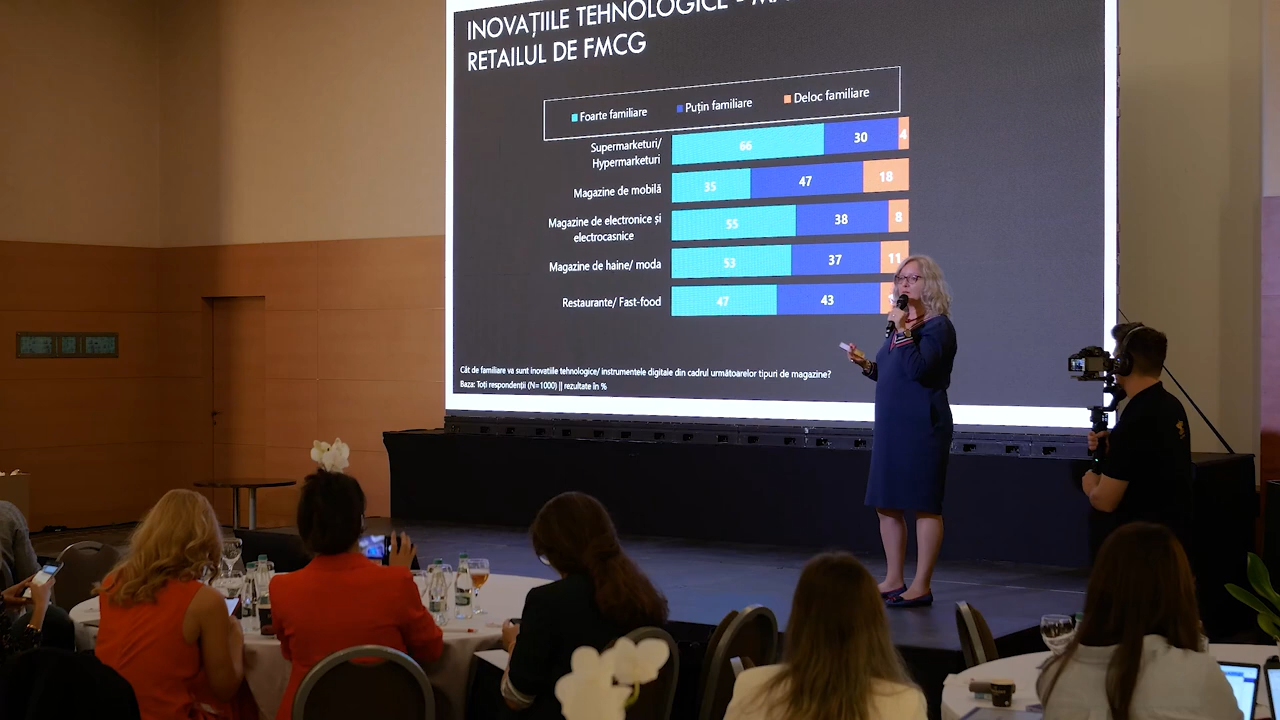 INOVAȚIILE TEHNOLOGICE -
RETAILUL DE FMCG
Foarte familiare Puțin familiare Deloc familiare
Supermarketuri/
Hypermarketuri
66 30 4
Magazine de mobilă
35 47 18
Magazine de electronice și
electrocasnice
55 38 8
Magazine de haine/ moda
53 37 11
Restaurante/ Fast-food
47 43
Cât de familiare va sunt inovatiile tehnologice/ instrumentele digitale din cadrul următoarelor tipuri de magazine?
Baza: Toți respondenții (N=1000) || rezultate în %